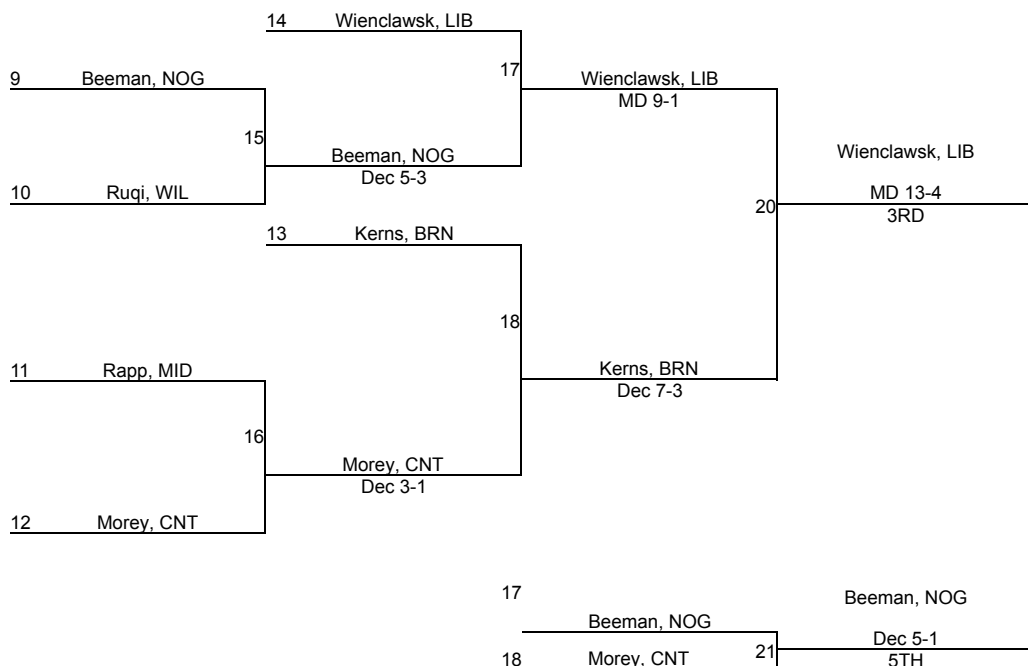 14 Wienclawsk, LIB
9 Beeman, NOG
17
Wienclawsk, LIB
MD 9-1
15
Beeman, NOG
Dec 5-3
Wienclawsk, LIB
10 Ruqi, WIL
20
MD 13-4
3RD
13 Kerns, BRN
18
11 Rapp, MID
Kerns, BRN
Dec 7-3
16
Morey, CNT
Dec 3-1
12 Morey, CNT
17
Beeman, NOG
Beeman, NOG
21
Dec 5-1
5TH
18 Morey, CNT